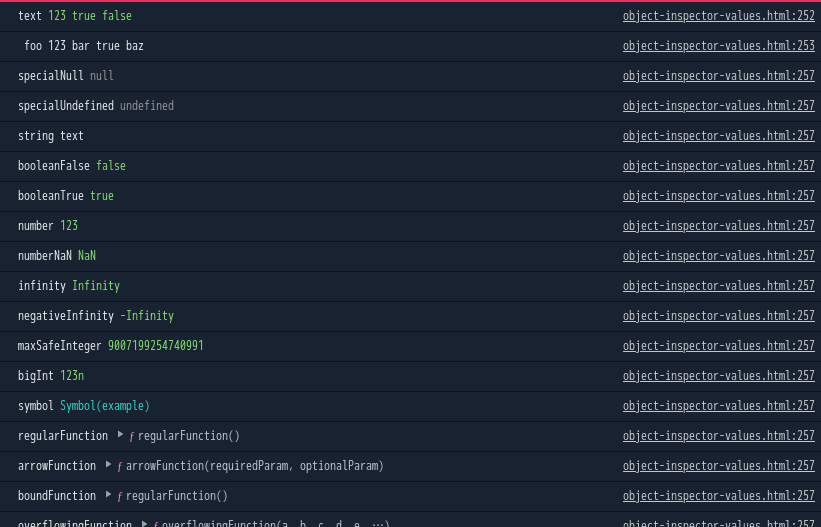 text 123 true false object-inspector-values.html:252
foo 123 bar true baz object-inspector-values.html:253
specialNull null object-inspector-values.html:257
specialUndefined undefined object-inspector-values.html:257
string text object-inspector-values.html:257
booleanFalse false object-inspector-values.html:257
booleanTrue true object-inspector-values.html:257
number 123 object-inspector-values.html:257
numberNaN NaN object-inspector-values.html:257
infinity Infinity object-inspector-values.html:257
negativeInfinity -Infinity object-inspector-values.html:257
maxSafeInteger 9007199254740991 object-inspector-values.html:257
bigInt 123n object-inspector-values.html:257
symbol Symbol(example) object-inspector-values.html:257
regularFunction ▶ ƒ regularFunction() object-inspector-values.html:257
arrowFunction ▶ ƒ arrowFunction(requiredParam, optionalParam) object-inspector-values.html:257
boundFunction ▶ ƒ regularFunction() object-inspector-values.html:257
overflowingFunction ▶ ƒ overflowingFunction(a, b, c, d, e, …) object-inspector-values.html:257